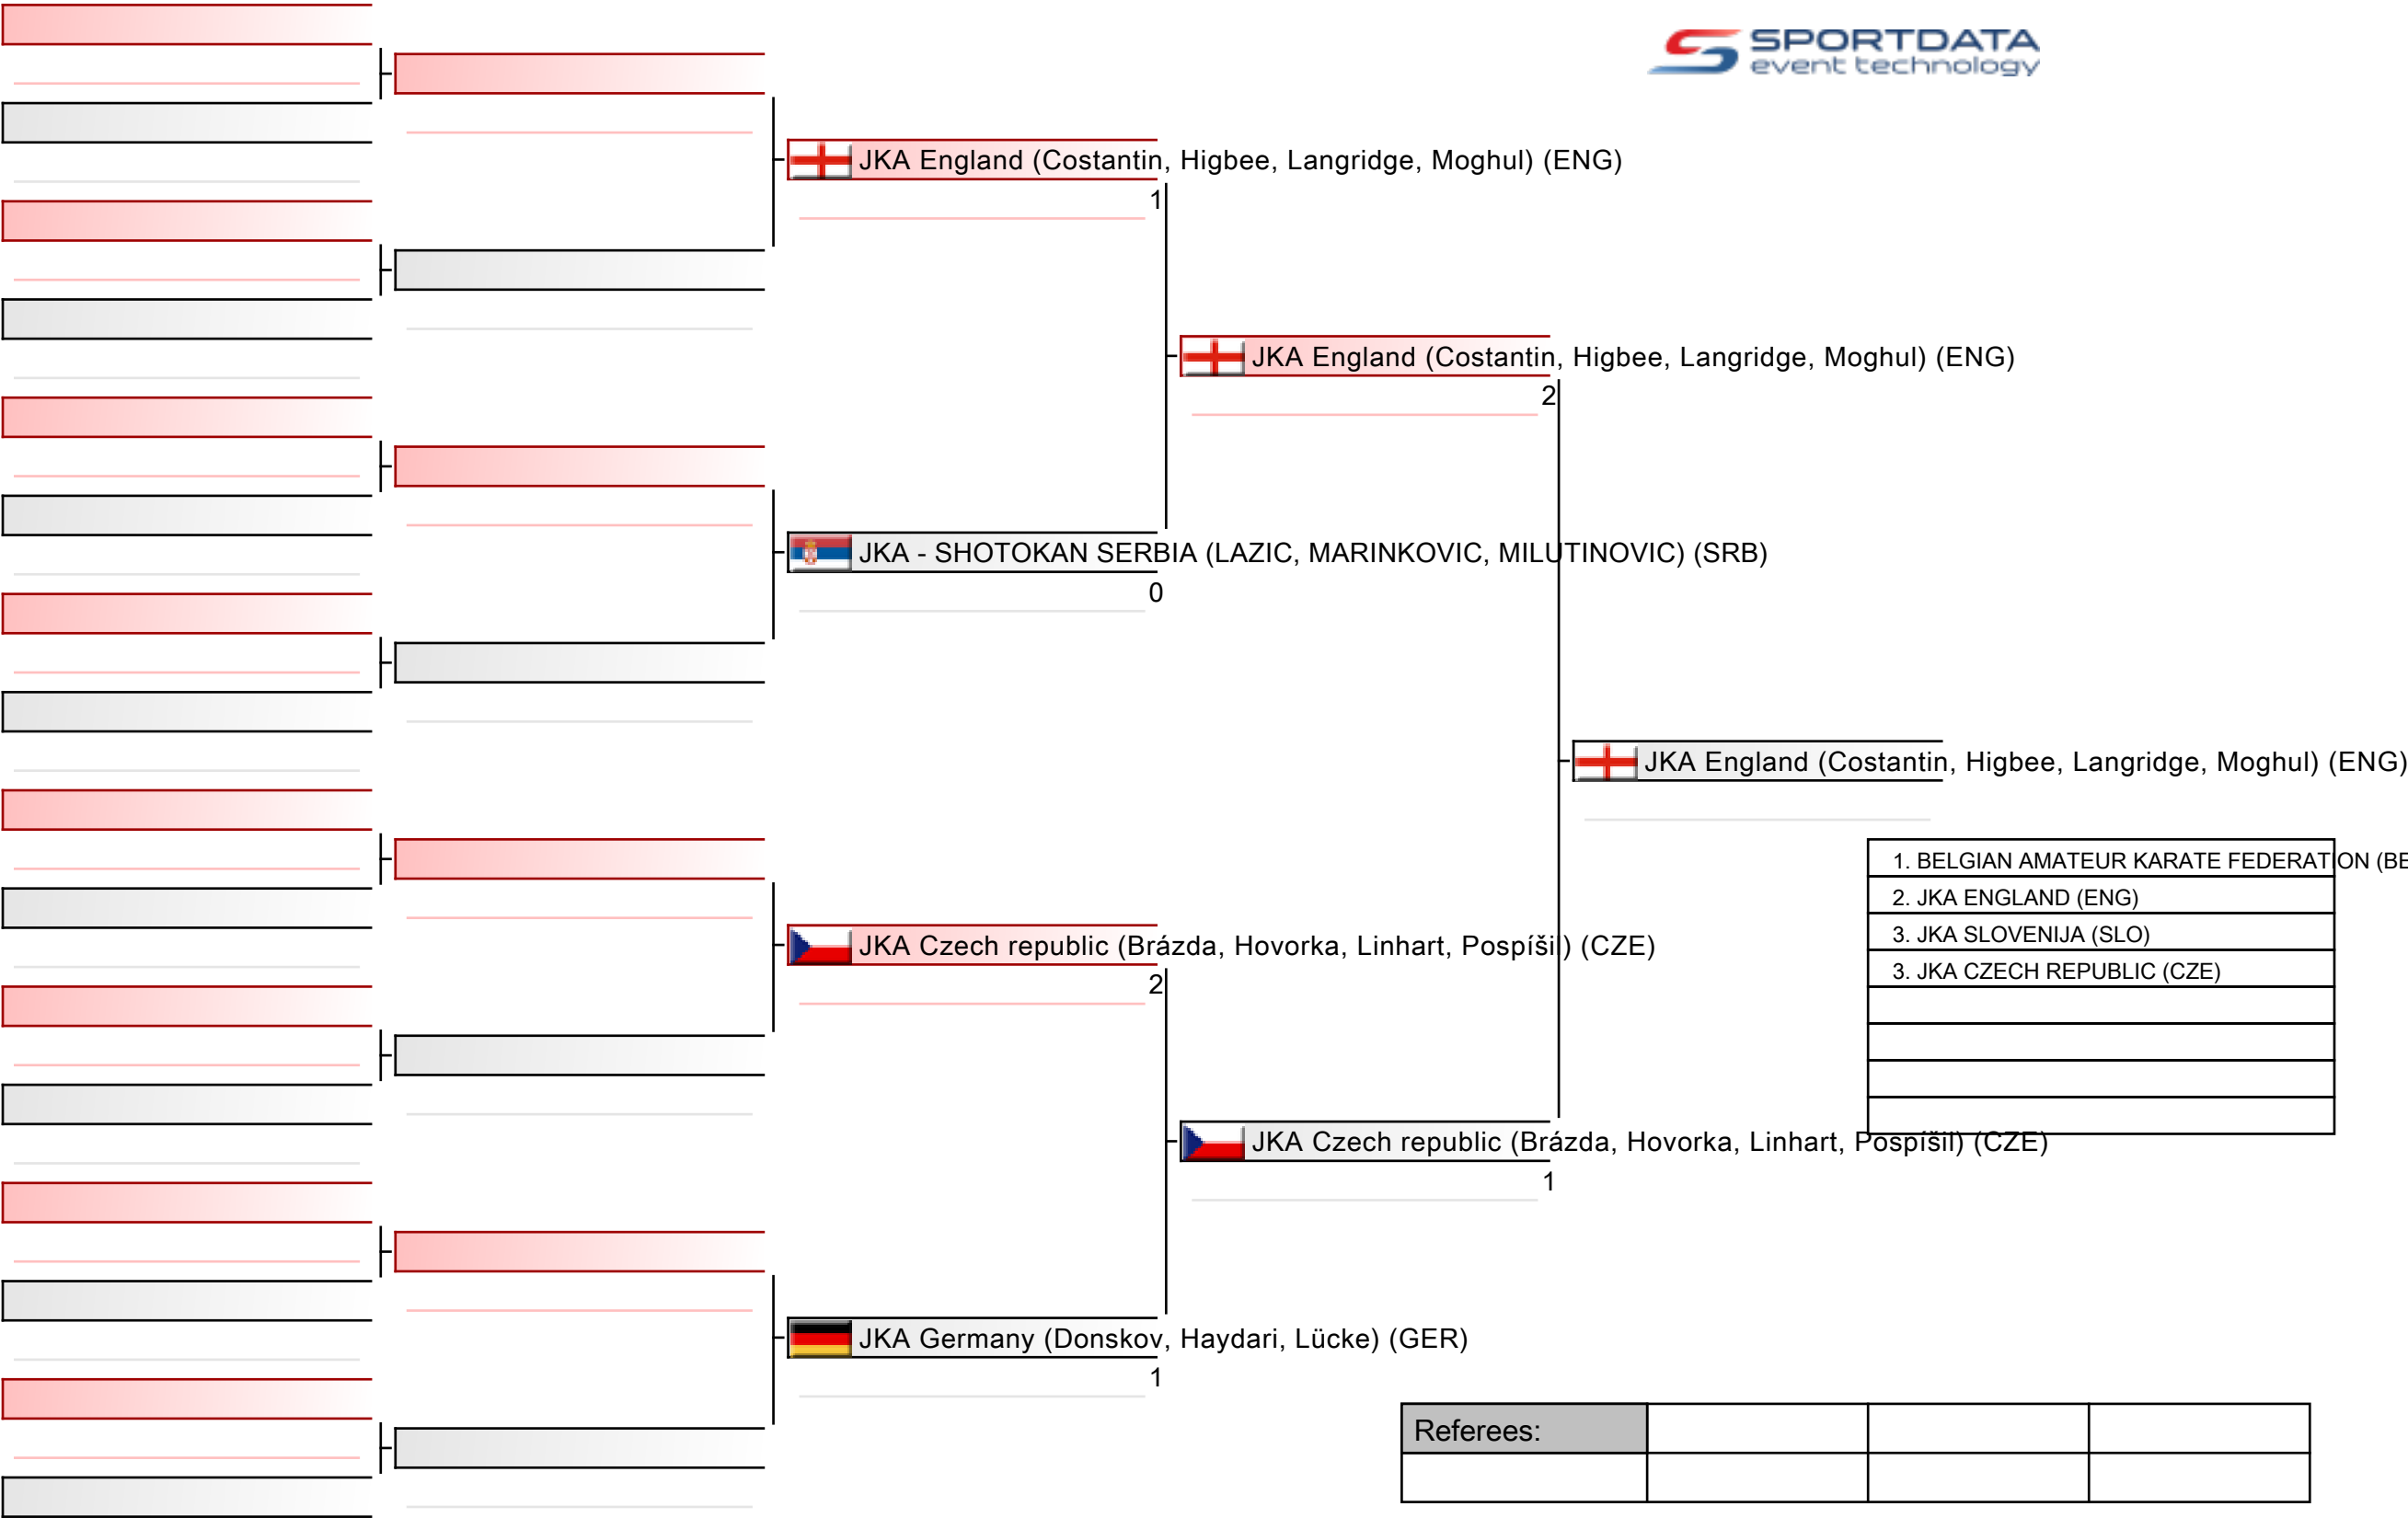 SPORTDATA
event technology
JKA England (Costantin, Higbee, Langridge, Moghul) (ENG)
1
JKA England (Costantin, Higbee, Langridge, Moghul) (ENG)
2
JKA - SHOTOKAN SERBIA (LAZIC, MARINKOVIC, MILUTINOVIC) (SRB)
0
JKA England (Costantin, Higbee, Langridge, Moghul) (ENG)
1. BELGIAN AMATEUR KARATE FEDERATION (BE
2. JKA ENGLAND (ENG)
3. JKA SLOVENIJA (SLO)
3. JKA CZECH REPUBLIC (CZE)
JKA Czech republic (Brázda, Hovorka, Linhart, Pospíšil) (CZE)
2
JKA Czech republic (Brázda, Hovorka, Linhart, Pospíšil) (CZE)
1
JKA Germany (Donskov, Haydari, Lücke) (GER)
1
Referees: